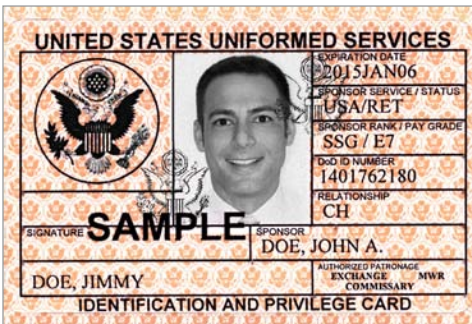 UNITED STATES UNIFORMED SERVICES
EXPIRATION DATE
2015JAN06
SPONSOR SERVICE / STATUS
USA/RET
SPONSOR RANK / PAY GRADE
SSG / E7
DoD ID NUMBER
1401762180
RELATIONSHIP
CH
SIGNATURE
SAMPLE
SPONSOR
DOE, JOHN A.
DOE, JIMMY
AUTHORIZED PATRONAGE
EXCHANGE MWR
COMMISSARY
IDENTIFICATION AND PRIVILEGE CARD